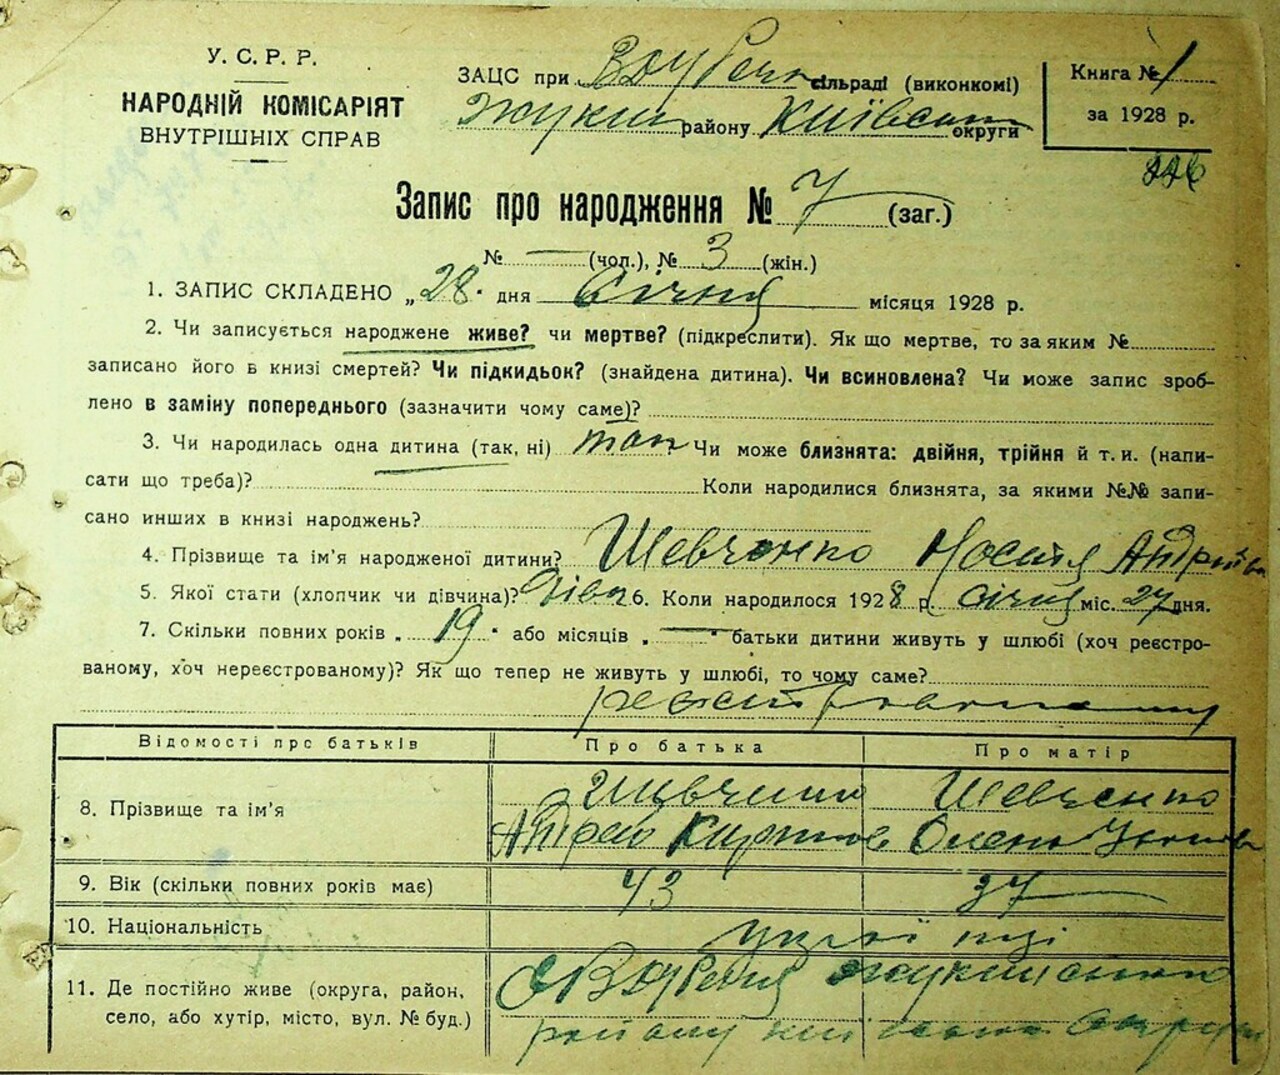 У. С. Р. Р.
НАРОДНІЙ КОМІСАРІЯТ
ВНУТРІШНІХ СПРАВ
ЗАЦС при сільраді (виконкомі)
району Київськ округи
Книга № 1
за 1928 р.
Запис про народження № 7 (заг.)
№ — (чол.), № 3 (жін.)
1. ЗАПИС СКЛАДЕНО „28" дня Січня місяця 1928 р.
2. Чи записується народжене живе? чи мертве? (підкреслити). Як що мертве, то за яким №
записано його в книзі смертей? Чи підкидьок? (знайдена дитина). Чи всиновлена? Чи може запис зроб-
лено в заміну попереднього (зазначити чому саме)?
3. Чи народилась одна дитина (так, ні) так Чи може близнята: двійня, трійня й т. и. (напи-
сати що треба)? Коли народилися близнята, за якими №№ запи-
сано инших в книзі народжень?
4. Прізвище та ім'я народженої дитини? Шевченко
5. Якої стати (хлопчик чи дівчина)? 6. Коли народилося 1928 р. січня міс. 27 дня.
7. Скільки повних років „19" або місяців „—" батьки дитини живуть у шлюбі (хоч реєстро-
ваному, хоч нереєстрованому)? Як що тепер не живуть у шлюбі, то чому саме?
Відомості про батьків Про батька Про матір
8. Прізвище та ім'я Шевченко
Андрей Олена
9. Вік (скільки повних років має) 43 37
10. Національність
11. Де постійно живе (округа, район,
село, або хутір, місто, вул. № буд.)
району